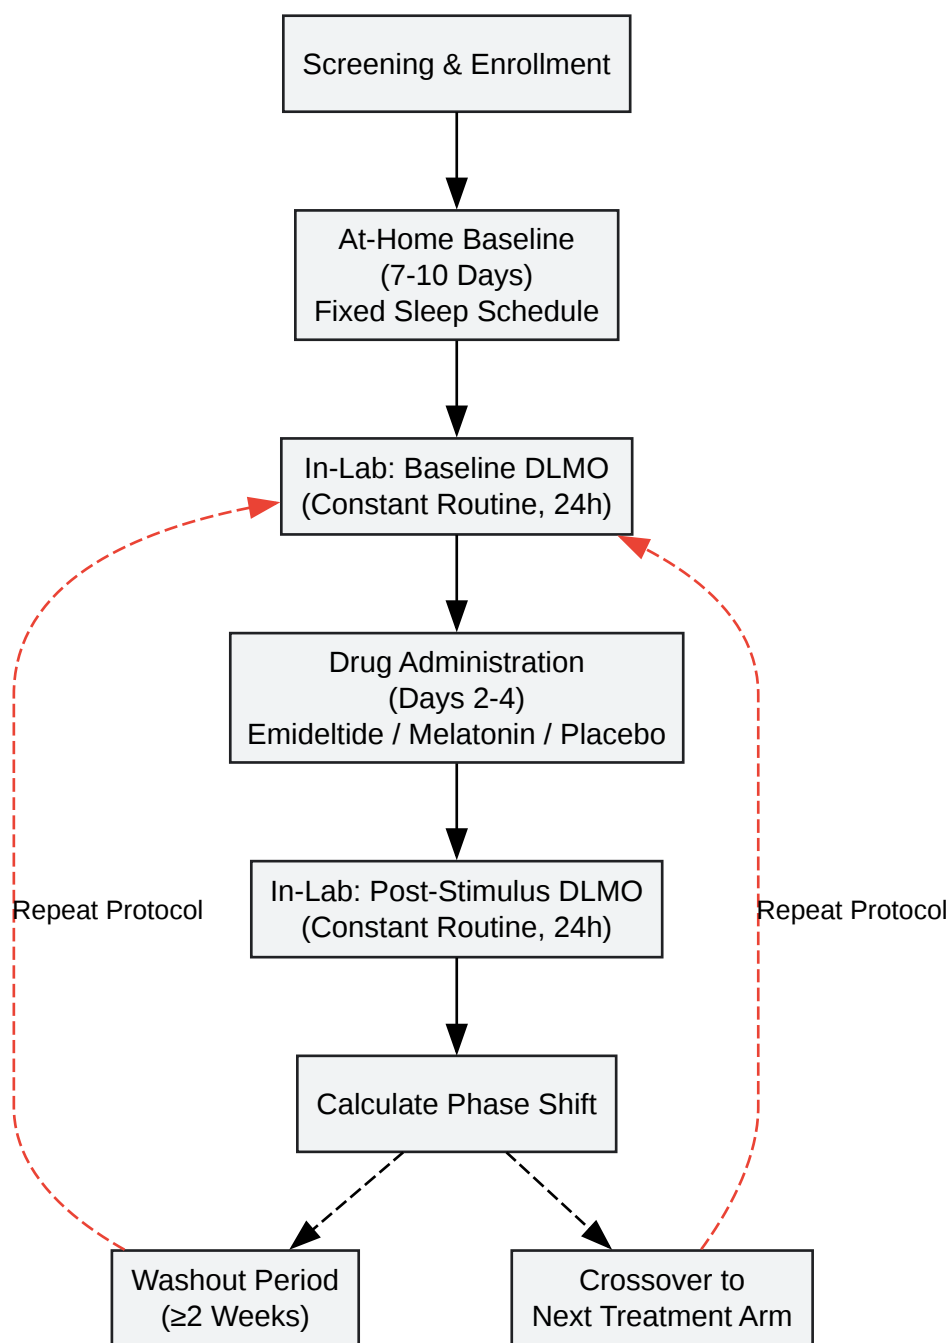 Screening & Enrollment
At-Home Baseline
(7-10 Days)
Fixed Sleep Schedule
In-Lab: Baseline DLMO
(Constant Routine, 24h)
Drug Administration
(Days 2-4)
Emideltide / Melatonin / Placebo
In-Lab: Post-Stimulus DLMO
(Constant Routine, 24h)
Repeat Protocol
Repeat Protocol
Calculate Phase Shift
Washout Period
(≥2 Weeks)
Crossover to
Next Treatment Arm